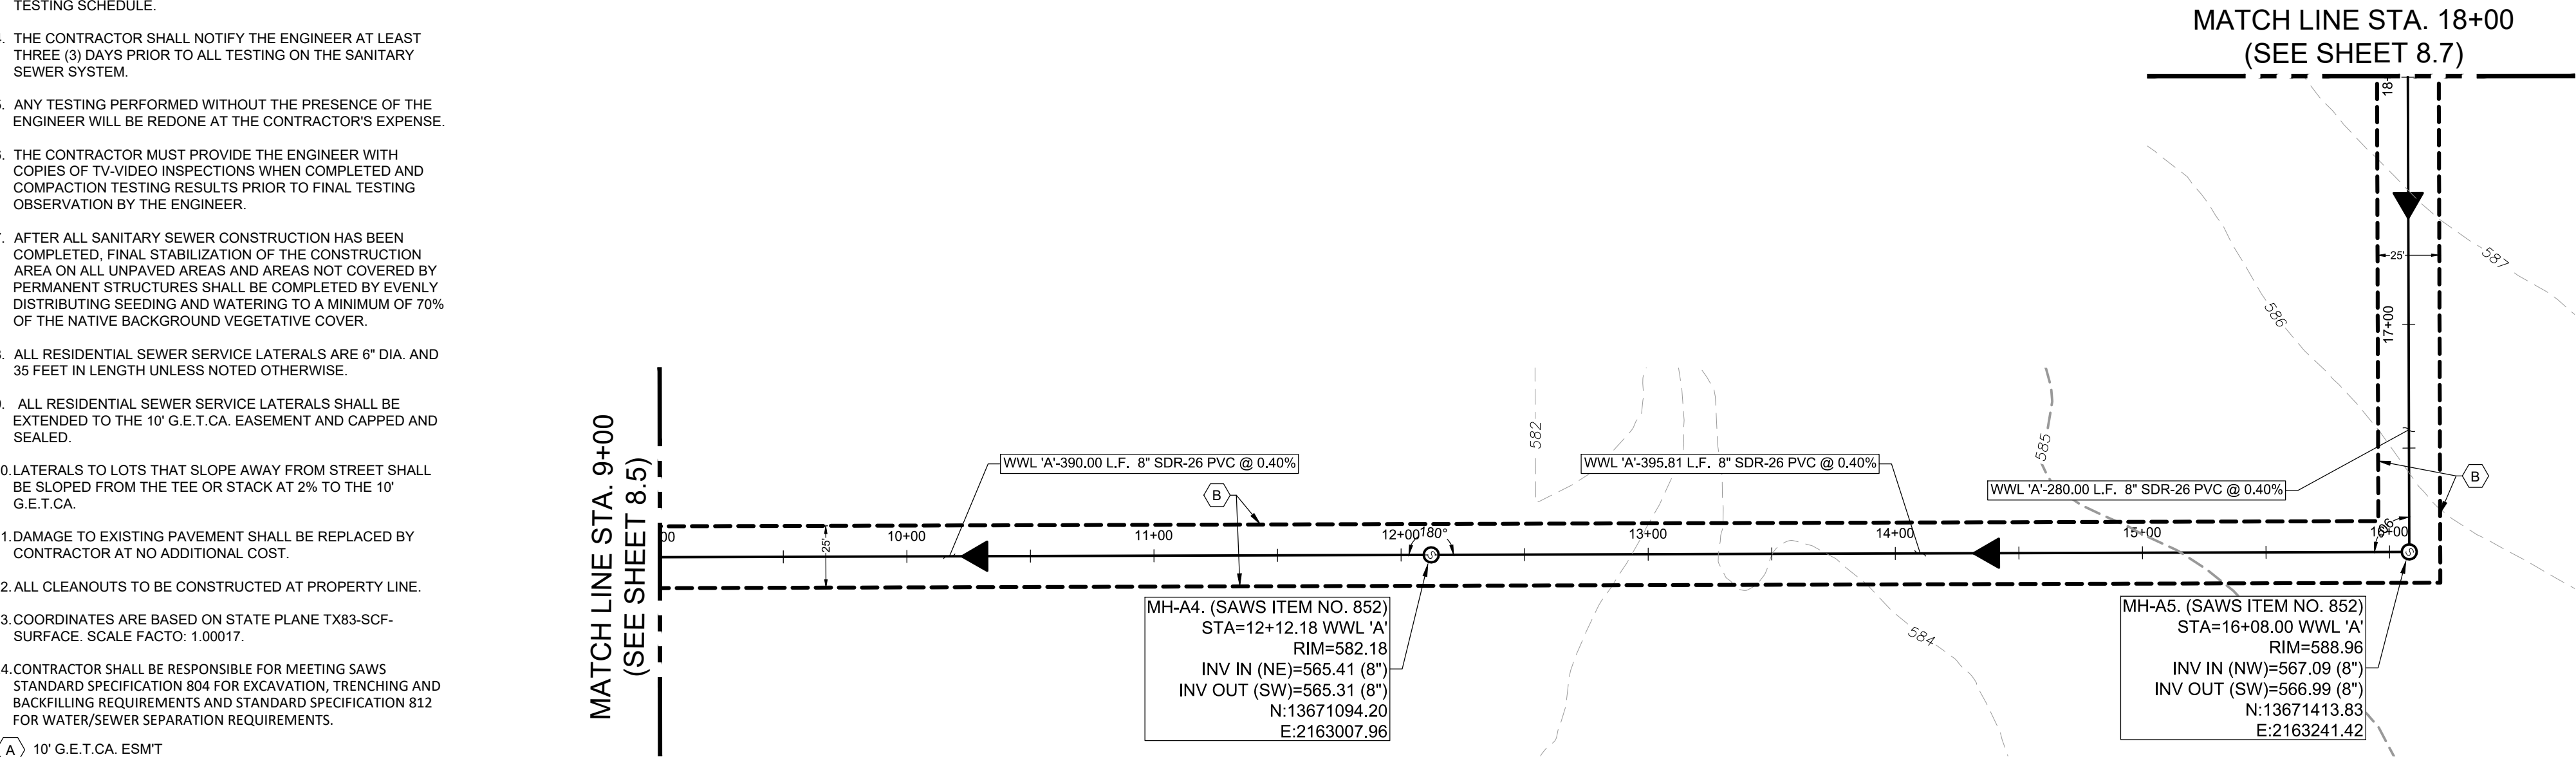 TESTING SCHEDULE.
4. THE CONTRACTOR SHALL NOTIFY THE ENGINEER AT LEAST
THREE (3) DAYS PRIOR TO ALL TESTING ON THE SANITARY
SEWER SYSTEM.
5. ANY TESTING PERFORMED WITHOUT THE PRESENCE OF THE
ENGINEER WILL BE REDONE AT THE CONTRACTOR'S EXPENSE.
6. THE CONTRACTOR MUST PROVIDE THE ENGINEER WITH
COPIES OF TV-VIDEO INSPECTIONS WHEN COMPLETED AND
COMPACTION TESTING RESULTS PRIOR TO FINAL TESTING
OBSERVATION BY THE ENGINEER.
7. AFTER ALL SANITARY SEWER CONSTRUCTION HAS BEEN
COMPLETED, FINAL STABILIZATION OF THE CONSTRUCTION
AREA ON ALL UNPAVED AREAS AND AREAS NOT COVERED BY
PERMANENT STRUCTURES SHALL BE COMPLETED BY EVENLY
DISTRIBUTING SEEDING AND WATERING TO A MINIMUM OF 70%
OF THE NATIVE BACKGROUND VEGETATIVE COVER.
8. ALL RESIDENTIAL SEWER SERVICE LATERALS ARE 6" DIA. AND
35 FEET IN LENGTH UNLESS NOTED OTHERWISE.
9. ALL RESIDENTIAL SEWER SERVICE LATERALS SHALL BE
EXTENDED TO THE 10' G.E.T.CA. EASEMENT AND CAPPED AND
SEALED.
0. LATERALS TO LOTS THAT SLOPE AWAY FROM STREET SHALL
BE SLOPED FROM THE TEE OR STACK AT 2% TO THE 10'
G.E.T.CA.
1. DAMAGE TO EXISTING PAVEMENT SHALL BE REPLACED BY
CONTRACTOR AT NO ADDITIONAL COST.
2. ALL CLEANOUTS TO BE CONSTRUCTED AT PROPERTY LINE.
3. COORDINATES ARE BASED ON STATE PLANE TX83-SCF-
SURFACE. SCALE FACTO: 1.00017.
4. CONTRACTOR SHALL BE RESPONSIBLE FOR MEETING SAWS
STANDARD SPECIFICATION 804 FOR EXCAVATION, TRENCHING AND
BACKFILLING REQUIREMENTS AND STANDARD SPECIFICATION 812
FOR WATER/SEWER SEPARATION REQUIREMENTS.
A 10' G.E.T.CA. ESM'T
MATCH LINE STA. 9+00
(SEE SHEET 8.5)
MATCH LINE STA. 18+00
(SEE SHEET 8.7)
18+
25'
17+00
587
586
585
582
584
WWL 'A'-390.00 L.F. 8" SDR-26 PVC @ 0.40%
WWL 'A'-395.81 L.F. 8" SDR-26 PVC @ 0.40%
WWL 'A'-280.00 L.F. 8" SDR-26 PVC @ 0.40%
B
B
00
25'
10+00
11+00
12+00
180°
13+00
14+00
15+00
16+00
S
S
MH-A4. (SAWS ITEM NO. 852)
STA=12+12.18 WWL 'A'
RIM=582.18
INV IN (NE)=565.41 (8")
INV OUT (SW)=565.31 (8")
N:13671094.20
E:2163007.96
MH-A5. (SAWS ITEM NO. 852)
STA=16+08.00 WWL 'A'
RIM=588.96
INV IN (NW)=567.09 (8")
INV OUT (SW)=566.99 (8")
N:13671413.83
E:2163241.42